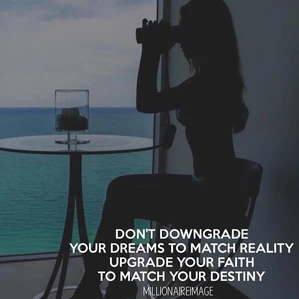 DON'T DOWNGRADE
YOUR DREAMS TO MATCH REALITY
UPGRADE YOUR FAITH
TO MATCH YOUR DESTINY
MILLIONAIREIMAGE